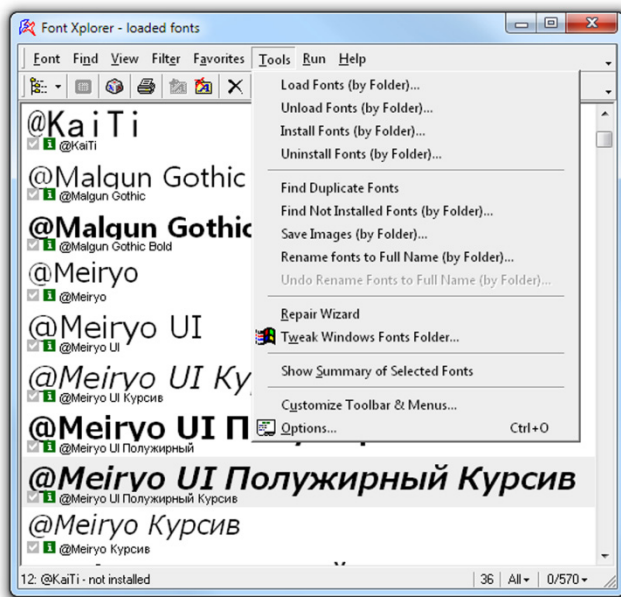 Font Xplorer - loaded fonts
Font Find View Filter Favorites Tools Run Help
Load Fonts (by Folder)...
Unload Fonts (by Folder)...
Install Fonts (by Folder)...
Uninstall Fonts (by Folder)...
Find Duplicate Fonts
Find Not Installed Fonts (by Folder)...
Save Images (by Folder)...
Rename fonts to Full Name (by Folder)...
Undo Rename Fonts to Full Name (by Folder)...
Repair Wizard
Tweak Windows Fonts Folder...
Show Summary of Selected Fonts
Customize Toolbar & Menus...
Options... Ctrl+O
@KaiTi
@KaiTi
@Malgun Gothic
@Malgun Gothic
@Malgun Gothic
@Malgun Gothic Bold
@Meiryo
@Meiryo
@Meiryo UI
@Meiryo UI
@Meiryo UI Ку
@Meiryo UI Курсив
@Meiryo UI
@Meiryo UI Полужирный
@Meiryo UI Полужирный Курсив
@Meiryo UI Полужирный Курсив
@Meiryo Курсив
@Meiryo Курсив
12: @KaiTi - not installed 36 All 0/570